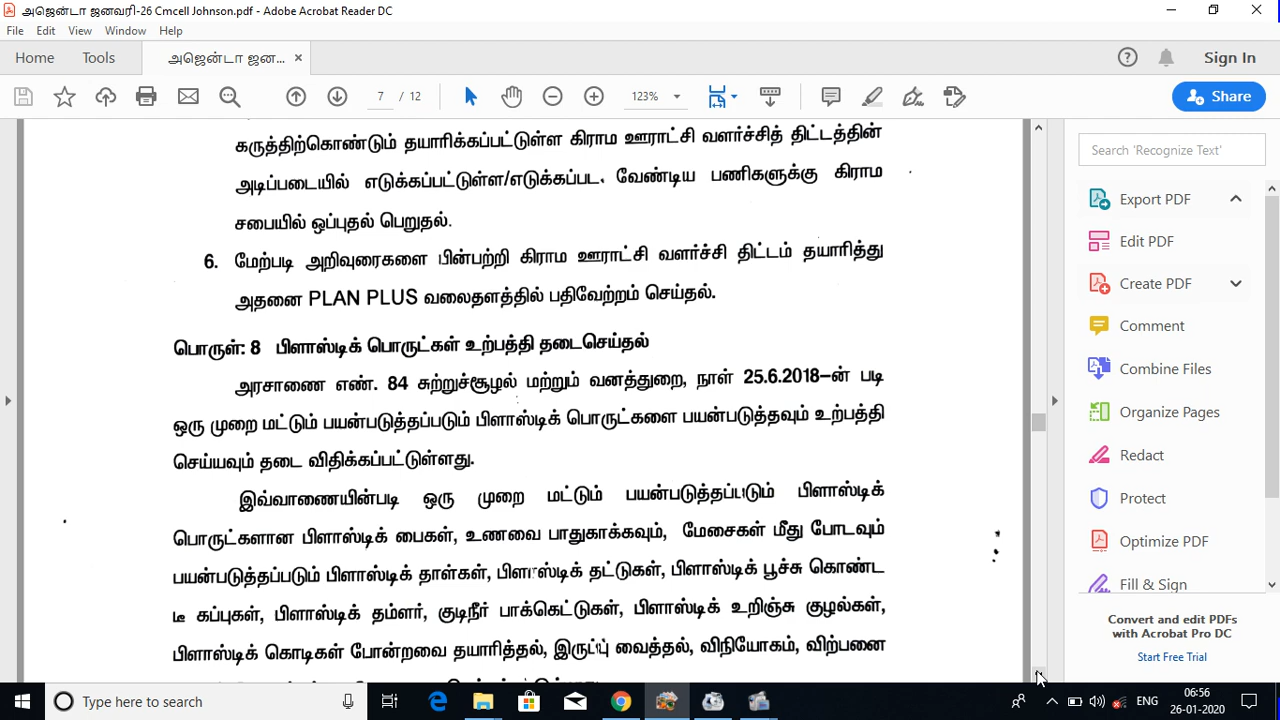 அஜென்டா ஜனவரி-26 Cmcell Johnson.pdf - Adobe Acrobat Reader DC
File Edit View Window Help
Home Tools அஜென்டா ஜன... × Sign In
7 / 12 123% Share
கருத்திற்கொண்டும் தயாரிக்கப்பட்டுள்ள கிராம ஊராட்சி வளர்ச்சித் திட்டத்தின்
அடிப்படையில் எடுக்கப்பட்டுள்ள/எடுக்கப்பட வேண்டிய பணிகளுக்கு கிராம
சபையில் ஒப்புதல் பெறுதல்.
6. மேற்படி அறிவுரைகளை பின்பற்றி கிராம ஊராட்சி வளர்ச்சி திட்டம் தயாரித்து
அதனை PLAN PLUS வலைதளத்தில் பதிவேற்றம் செய்தல்.
பொருள்: 8 பிளாஸ்டிக் பொருட்கள் உற்பத்தி தடைசெய்தல்
அரசாணை எண். 84 சுற்றுச்சூழல் மற்றும் வனத்துறை, நாள் 25.6.2018-ன் படி
ஒரு முறை மட்டும் பயன்படுத்தப்படும் பிளாஸ்டிக் பொருட்களை பயன்படுத்தவும் உற்பத்தி
செய்யவும் தடை விதிக்கப்பட்டுள்ளது.
இவ்வாணையின்படி ஒரு முறை மட்டும் பயன்படுத்தப்படும் பிளாஸ்டிக்
பொருட்களான பிளாஸ்டிக் பைகள், உணவை பாதுகாக்கவும், மேசைகள் மீது போடவும்
பயன்படுத்தப்படும் பிளாஸ்டிக் தாள்கள், பிளாஸ்டிக் தட்டுகள், பிளாஸ்டிக் பூச்சு கொண்ட
டீ கப்புகள், பிளாஸ்டிக் தம்ளர், குடிநீர் பாக்கெட்டுகள், பிளாஸ்டிக் உறிஞ்சு குழல்கள்,
பிளாஸ்டிக் கொடிகள் போன்றவை தயாரித்தல், இருப்பு வைத்தல், விநியோகம், விற்பனை
Search 'Recognize Text'
Export PDF
Edit PDF
Create PDF
Comment
Combine Files
Organize Pages
Redact
Protect
Optimize PDF
Fill & Sign
Convert and edit PDFs
with Acrobat Pro DC
Start Free Trial
Type here to search
ENG
06:56
26-01-2020